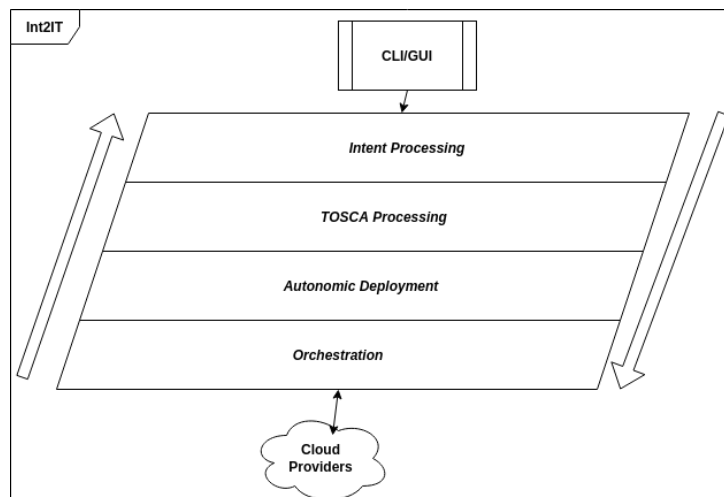 Int2IT
CLI/GUI
Intent Processing
TOSCA Processing
Autonomic Deployment
Orchestration
Cloud
Providers